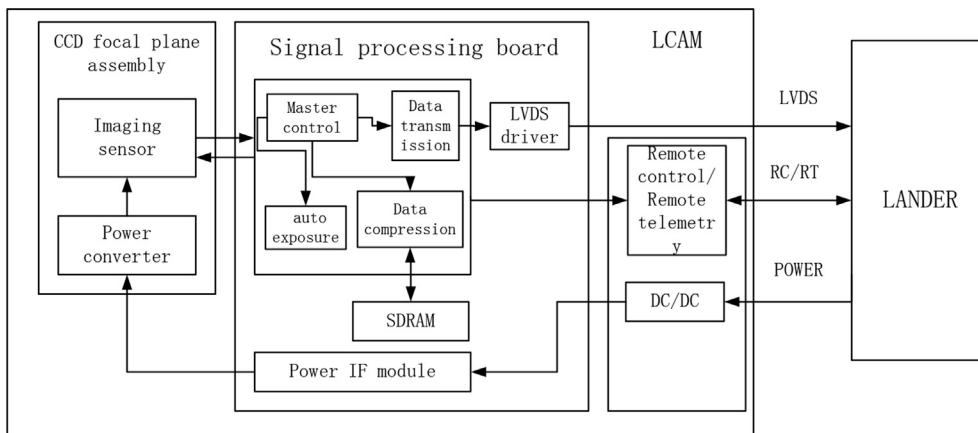 CCD focal plane
assembly
Signal processing board
LCAM
Imaging
sensor
Master
control
Data
transm
ission
LVDS
driver
LVDS
Remote
control/
Remote
telemetr
y
RC/RT
LANDER
auto
exposure
Data
compression
Power
converter
POWER
DC/DC
SDRAM
Power IF module